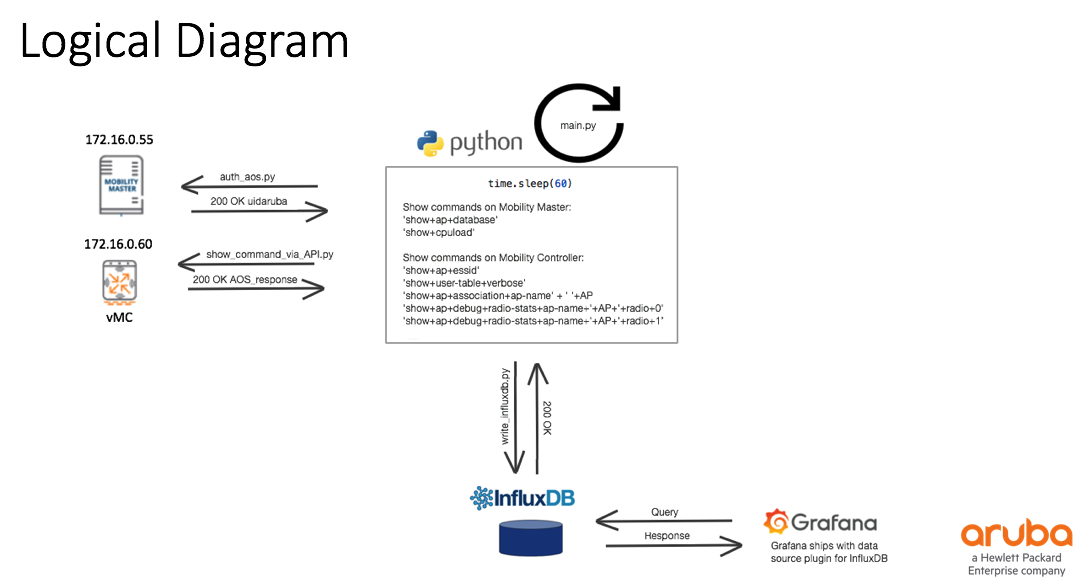 Logical Diagram
main.py
python
172.16.0.55
MOBILITY
MASTER
auth_aos.py
200 OK uidaruba
172.16.0.60
show_command_via_API.py
200 OK AOS_response
vMC
time.sleep(60)
Show commands on Mobility Master:
'show+ap+database'
'show+cpuload'
Show commands on Mobility Controller:
'show+ap+essid'
'show+user-table+verbose'
'show+ap+association+ap-name' + ' '+AP
'show+ap+debug+radio-stats+ap-name+'+AP+'+radio+0'
'show+ap+debug+radio-stats+ap-name+'+AP+'+radio+1'
write_influxdb.py
200 OK
InfluxDB
Query
Hesponse
Grafana
Grafana ships with data
source plugin for InfluxDB
aruba
a Hewlett Packard
Enterprise company